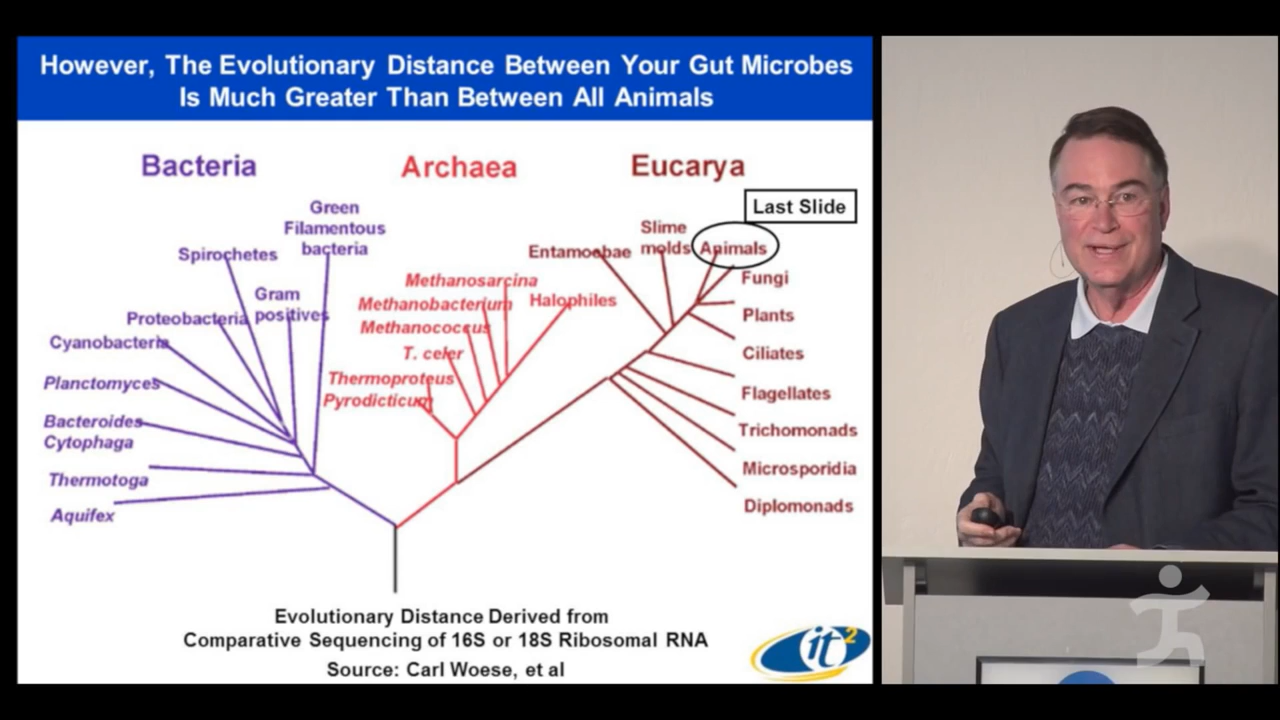 However, The Evolutionary Distance Between Your Gut Microbes
Is Much Greater Than Between All Animals
Bacteria
Archaea
Eucarya
Last Slide
Green
Filamentous
bacteria
Spirochetes
Gram
positives
Proteobacteria
Cyanobacteria
Planctomyces
Bacteroides
Cytophaga
Thermotoga
Aquifex
Methanosarcina
Methanobacterium
Halophiles
Methanococcus
T. celer
Thermoproteus
Pyrodicticum
Entamoebae
Slime
molds
Animals
Fungi
Plants
Ciliates
Flagellates
Trichomonads
Microsporidia
Diplomonads
Evolutionary Distance Derived from
Comparative Sequencing of 16S or 18S Ribosomal RNA
Source: Carl Woese, et al
it2